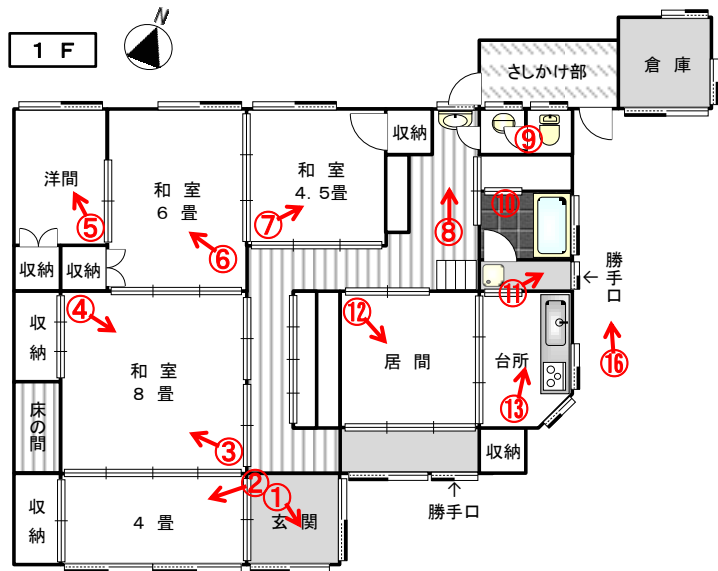 N
1 F
さしかけ部
倉 庫
収納
⑨
洋間
和 室
6 畳
和 室
4．5畳
⑤
⑥
⑦
⑧
⑩
収納
収納
⑪
←
勝手口
④
⑫
収納
和 室
8 畳
居 間
台所
⑯
⑬
床の間
③
収納
②
①
収納
4 畳
玄 関
↑
勝手口